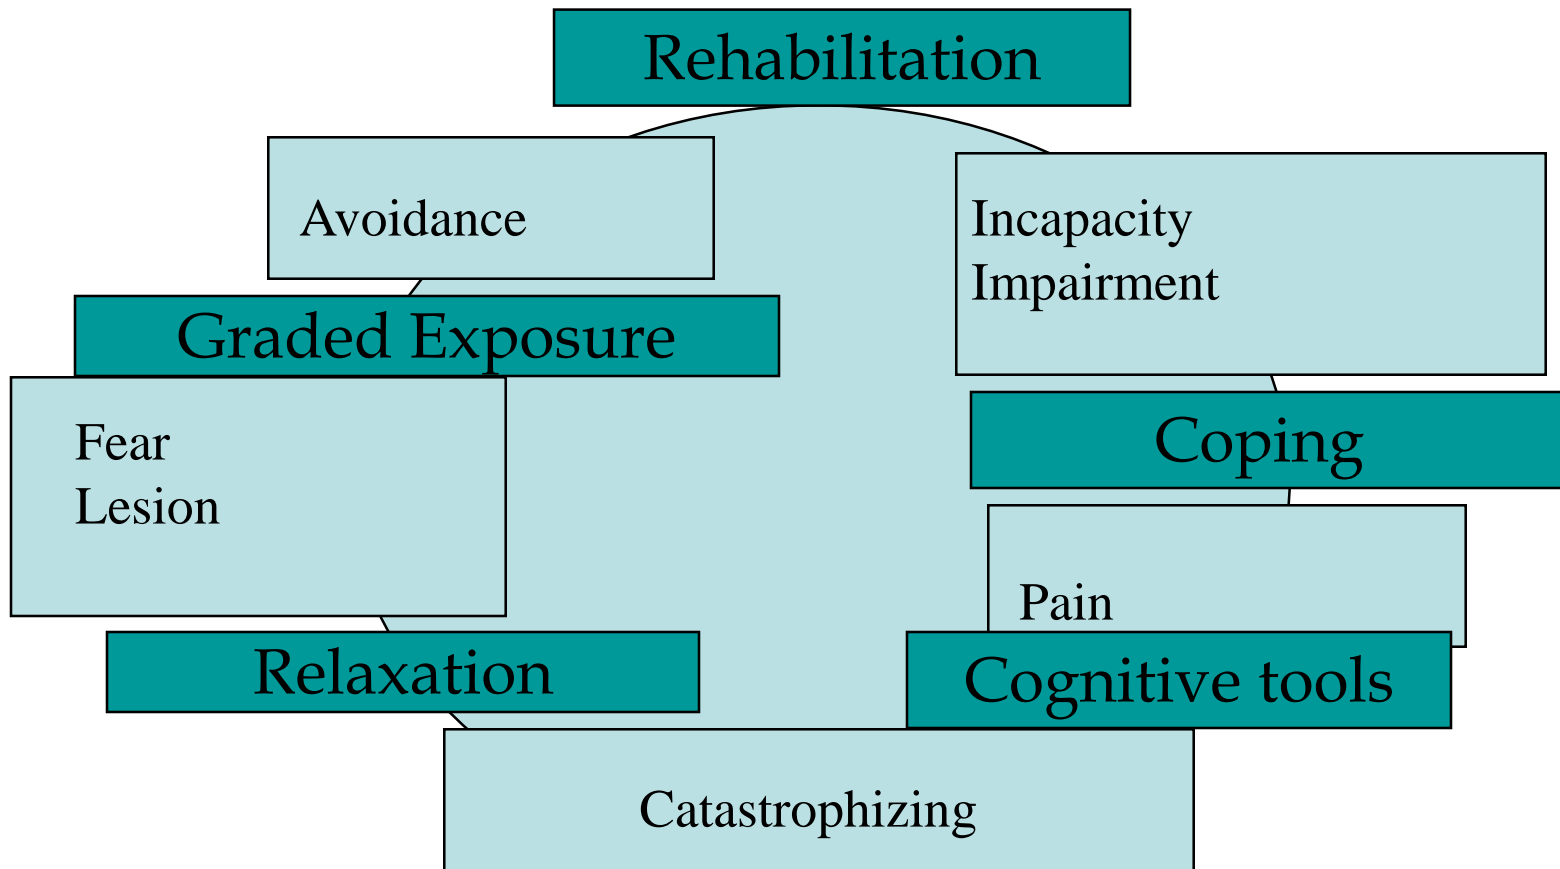 Rehabilitation
Avoidance
Incapacity
Impairment
Graded Exposure
Coping
Fear
Lesion
Pain
Relaxation
Cognitive tools
Catastrophizing